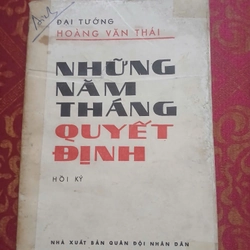 ĐẠI TƯỚNG
HOÀNG VĂN THÁI
NHỮNG
NĂM
THÁNG
QUYẾT
ĐỊNH
HỒI KÝ
NHÀ XUẤT BẢN QUÂN ĐỘI NHÂN DÂN